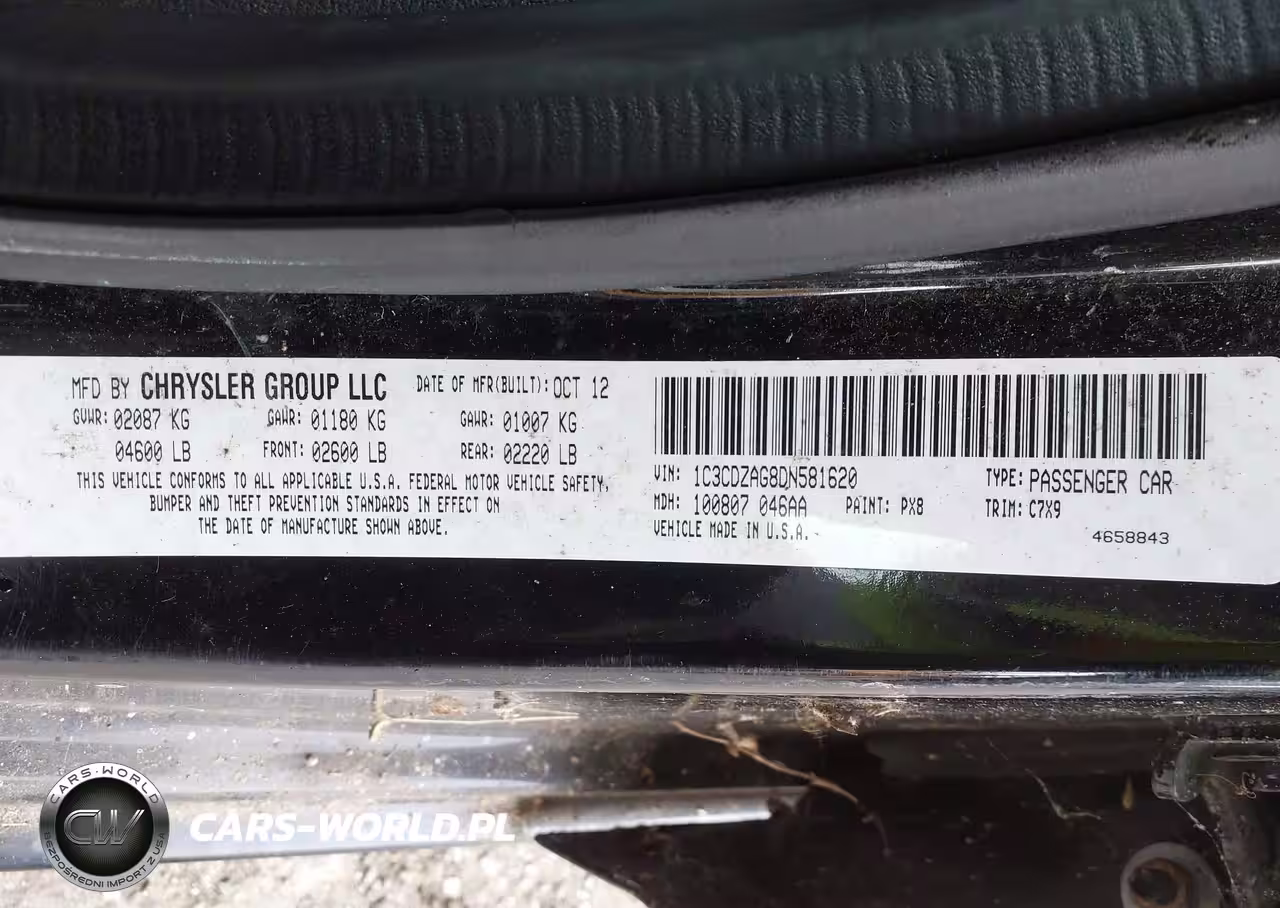 MFD BY CHRYSLER GROUP LLC DATE OF MFR(BUILT): OCT 12
GVWR: 02087 KG GAWR: 01180 KG GAWR: 01007 KG
04600 LB FRONT: 02600 LB REAR: 02220 LB
THIS VEHICLE CONFORMS TO ALL APPLICABLE U.S.A. FEDERAL MOTOR VEHICLE SAFETY,
BUMPER AND THEFT PREVENTION STANDARDS IN EFFECT ON
THE DATE OF MANUFACTURE SHOWN ABOVE.
VIN: 1C3CDZAG8DN581620 TYPE: PASSENGER CAR
MDH: 100807 046AA PAINT: PX8 TRIM: C7X9
VEHICLE MADE IN U.S.A. 4658843
CARS-WORLD
CW
BEZPOŚREDNI IMPORT Z USA
CARS-WORLD.PL